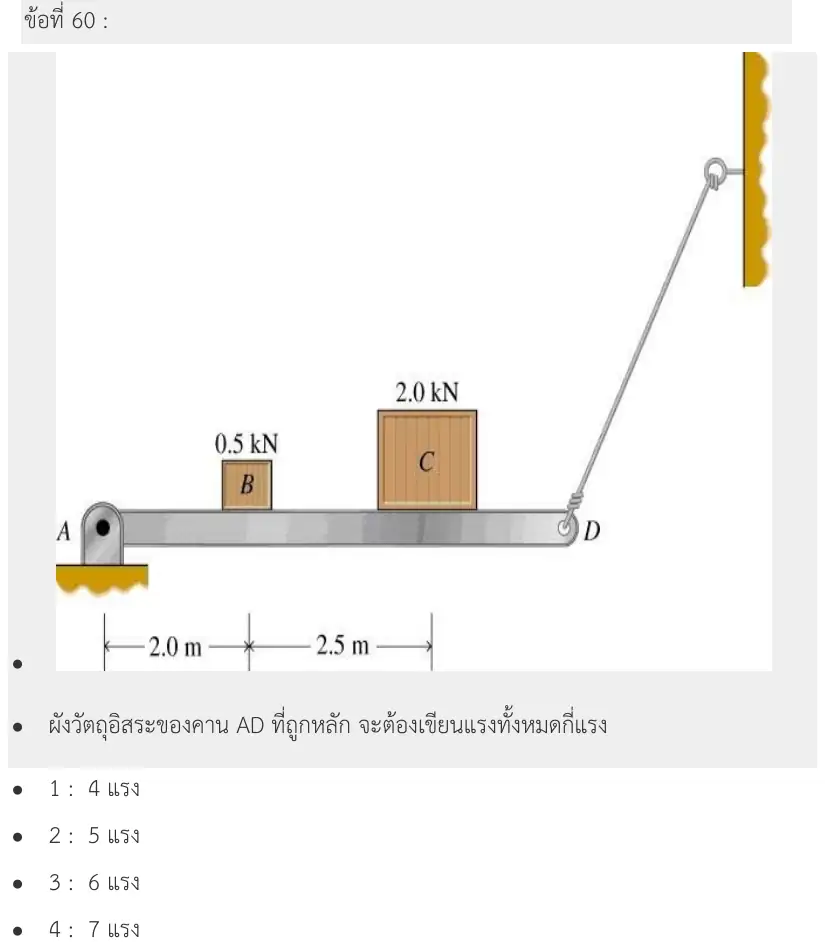 ข้อที่ 60 :
2.0 kN
0.5 kN
C
B
A
D
2.0 m
2.5 m
ผังวัตถุอิสระของคาน AD ที่ถูกหลัก จะต้องเขียนแรงทั้งหมดกี่แรง
1 : 4 แรง
2 : 5 แรง
3 : 6 แรง
4 : 7 แรง